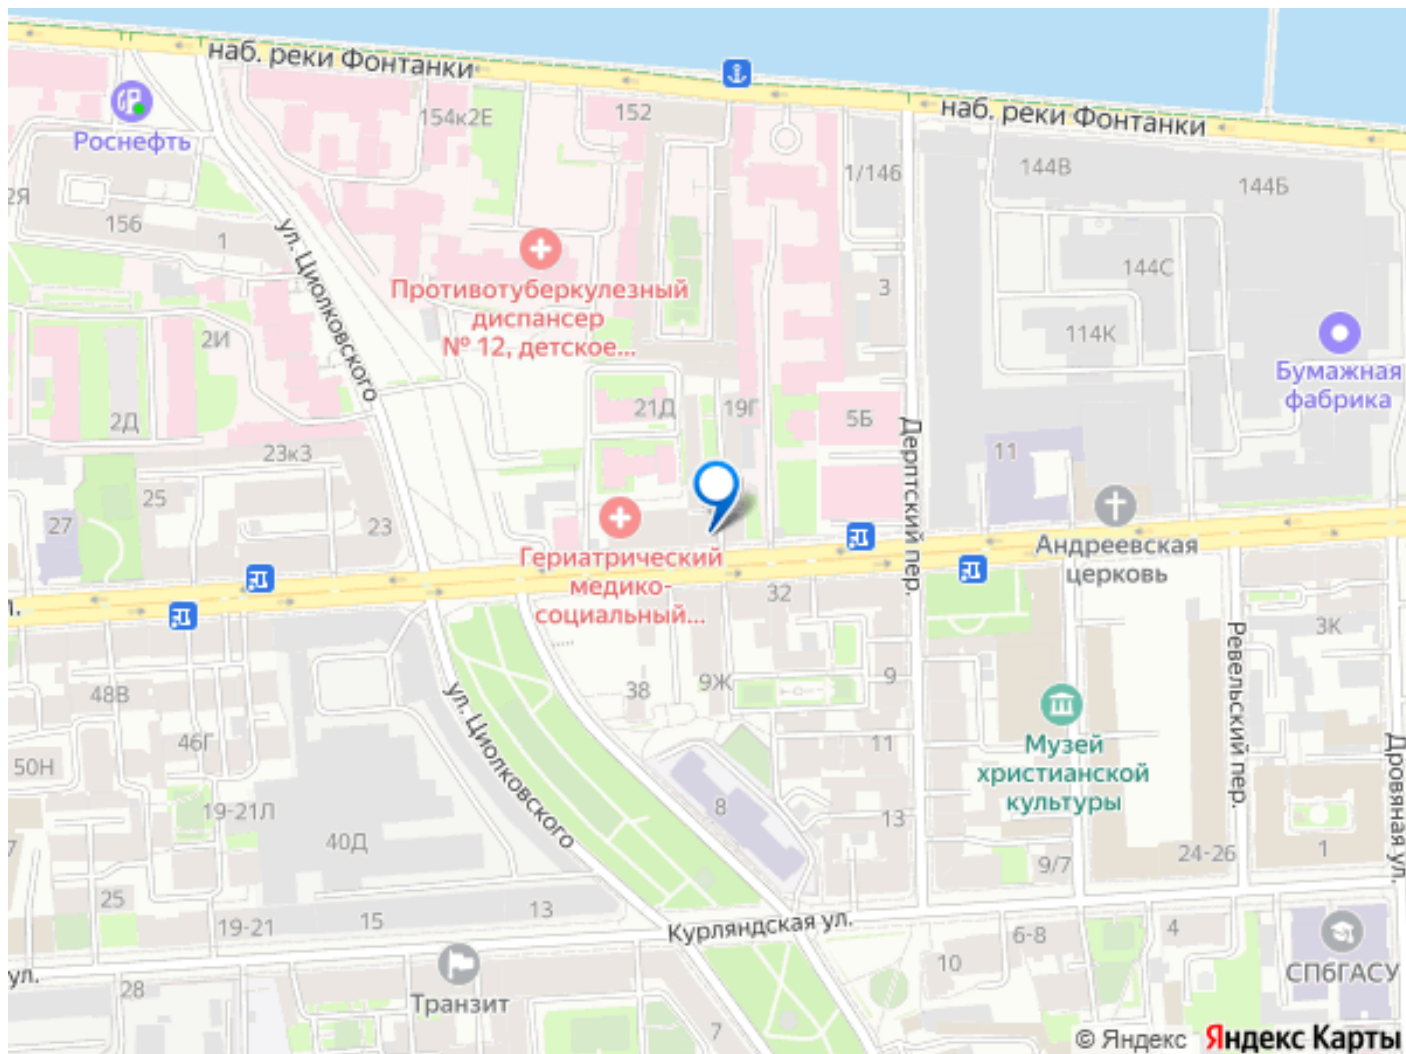 наб. реки Фонтанки
наб. реки Фонтанки
Роснефть
154к2Е
152
1/146
144В
144Б
156
1
ул. Циолковского
Противотуберкулезный
диспансер
№ 12, детское...
3
144С
114К
2И
Бумажная
фабрика
2Д
21Д
19Г
5Б
Дерптский пер.
11
23к3
25
27
23
Гериатрический
медико-
социальный...
Андреевская
церковь
32
л.
3К
Ревельский пер.
48В
38
9Ж
9
ул. Циолковского
46Г
50Н
11
Музей
христианской
культуры
Дровяная ул.
19-21Л
8
13
40Д
24-26
1
9/7
7
25
19-21
15
13
Курляндская ул.
6-8
4
10
СПбГАСУ
ул.
28
Транзит
7
© Яндекс Яндекс Карты